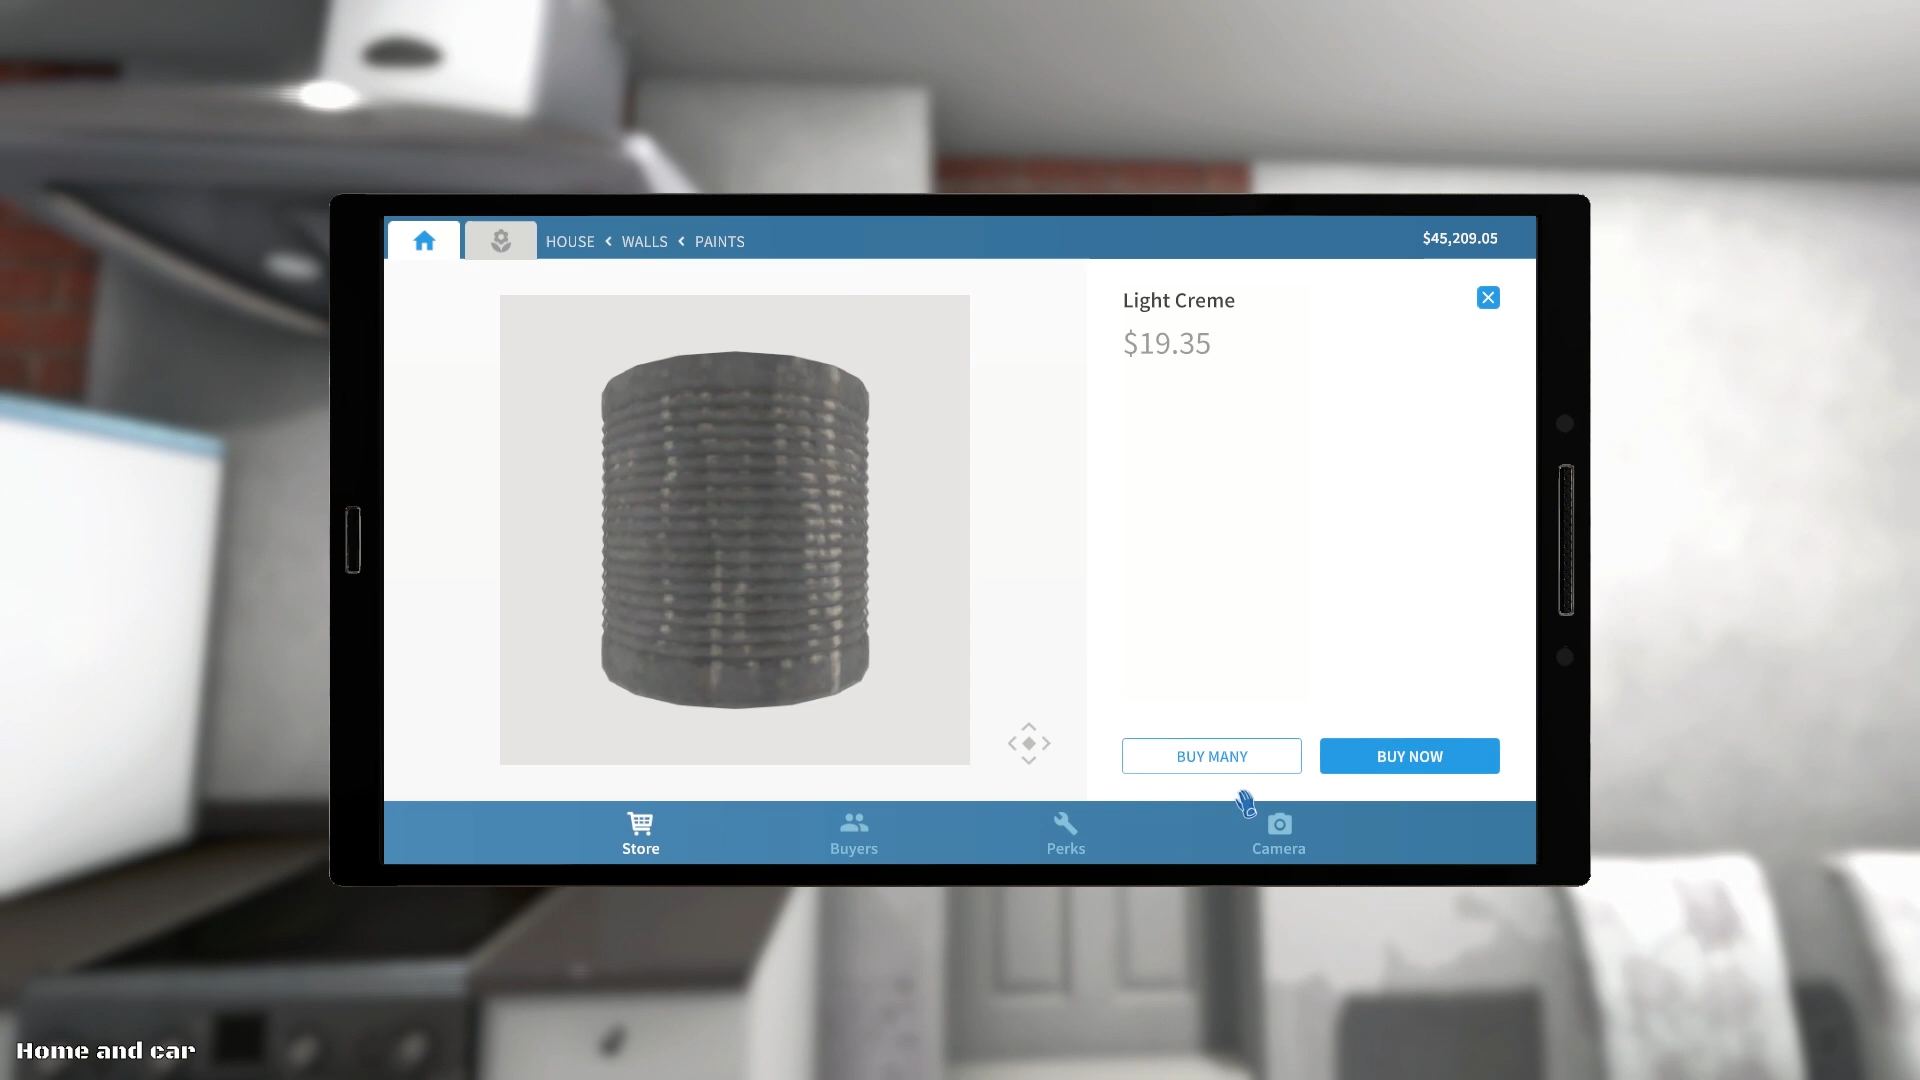 HOUSE < WALLS < PAINTS
$45,209.05
Light Creme
$19.35
BUY MANY
BUY NOW
Store
Buyers
Perks
Camera
Home and car